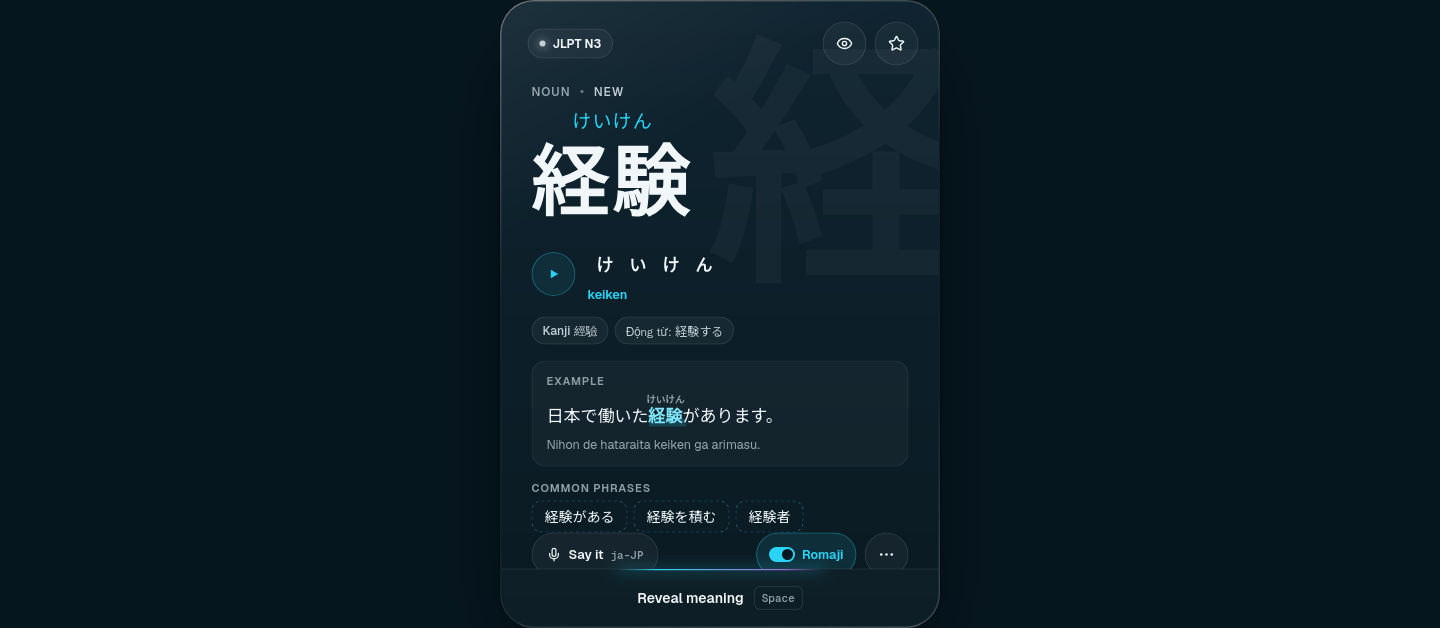 JLPT N3
NOUN • NEW
けいけん
経験
経
けいけん
keiken
Kanji 經驗
Động từ: 経験する
EXAMPLE
けいけん
日本で働いた経験があります。
Nihon de hataraita keiken ga arimasu.
COMMON PHRASES
経験がある
経験を積む
経験者
Say it ja-JP
Romaji
Reveal meaning Space